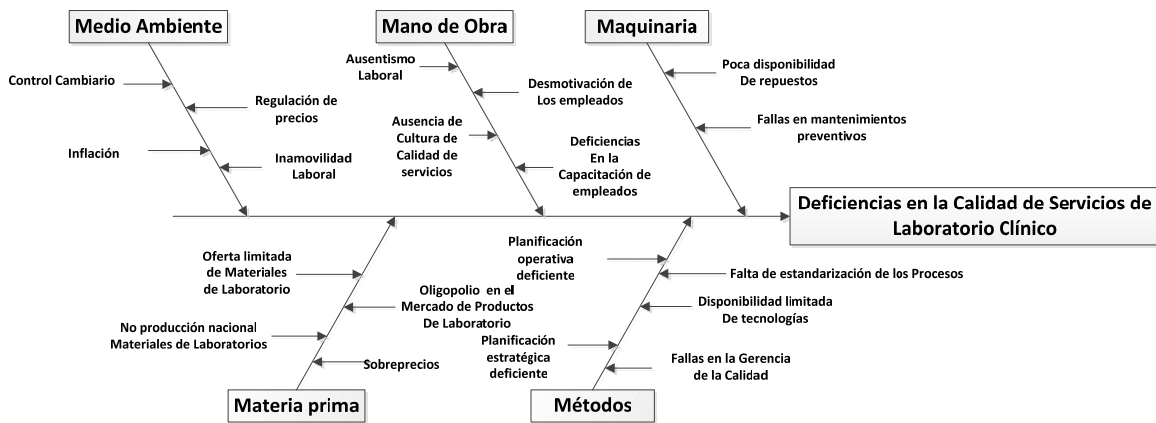 Medio Ambiente
Mano de Obra
Maquinaria
Control Cambiario
Regulación de
precios
Inflación
Inamovilidad
Laboral
Ausentismo
Laboral
Desmotivación de
Los empleados
Ausencia de
Cultura de
Calidad de
servicios
Deficiencias
En la
Capacitación de
empleados
Poca disponibilidad
De repuestos
Fallas en mantenimientos
preventivos
Deficiencias en la Calidad de Servicios de
Laboratorio Clínico
Oferta limitada
de Materiales
de Laboratorio
Oligopolio en el
Mercado de Productos
De Laboratorio
No producción nacional
Materiales de Laboratorios
Sobreprecios
Planificación
operativa
deficiente
Falta de estandarización de los Procesos
Disponibilidad limitada
De tecnologías
Planificación
estratégica
deficiente
Fallas en la Gerencia
de la Calidad
Materia prima
Métodos